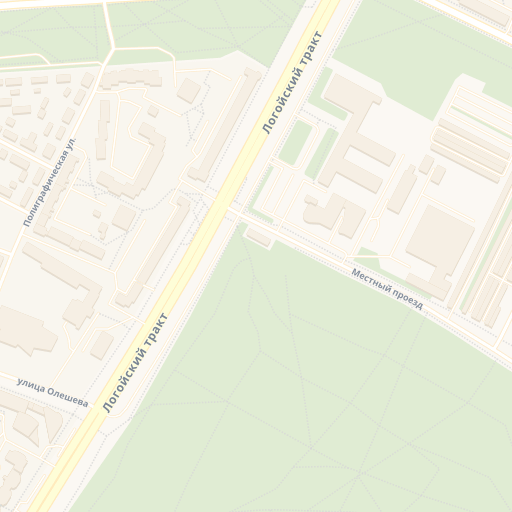 Логойский тракт
Полиграфическая ул.
Местный проезд
Логойский тракт
улица Олешева